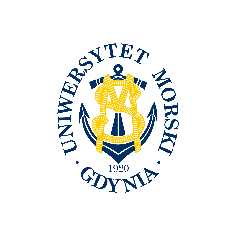 UNIWERSYTET MORSKI
1920
· GDYNIA ·